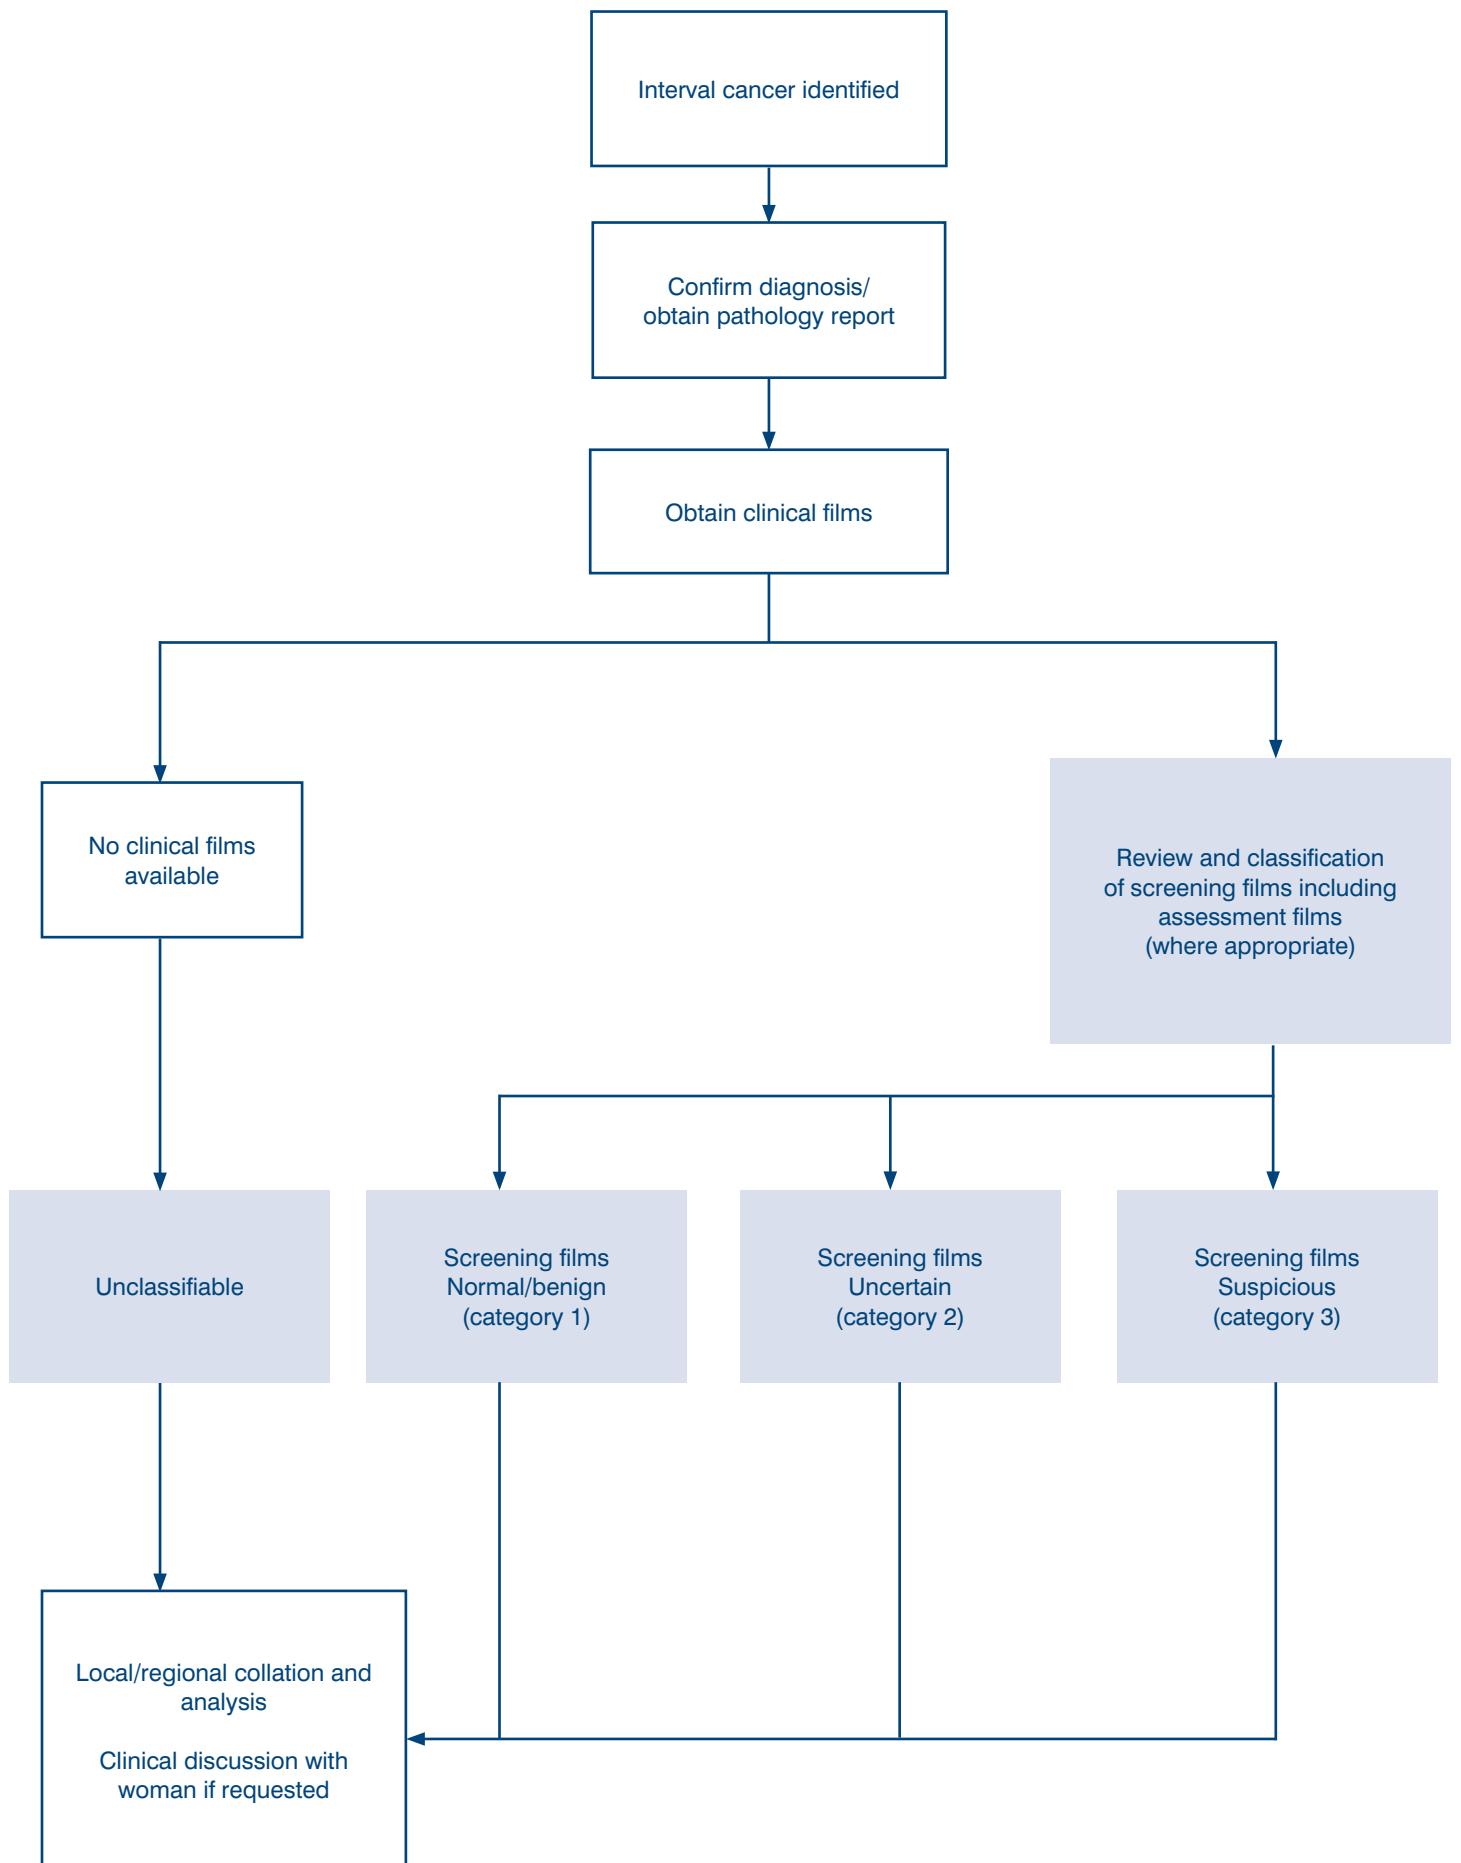 Interval cancer identified
Confirm diagnosis/
obtain pathology report
Obtain clinical films
No clinical films
available
Review and classification
of screening films including
assessment films
(where appropriate)
Unclassifiable
Screening films
Normal/benign
(category 1)
Screening films
Uncertain
(category 2)
Screening films
Suspicious
(category 3)
Local/regional collation and
analysis
Clinical discussion with
woman if requested